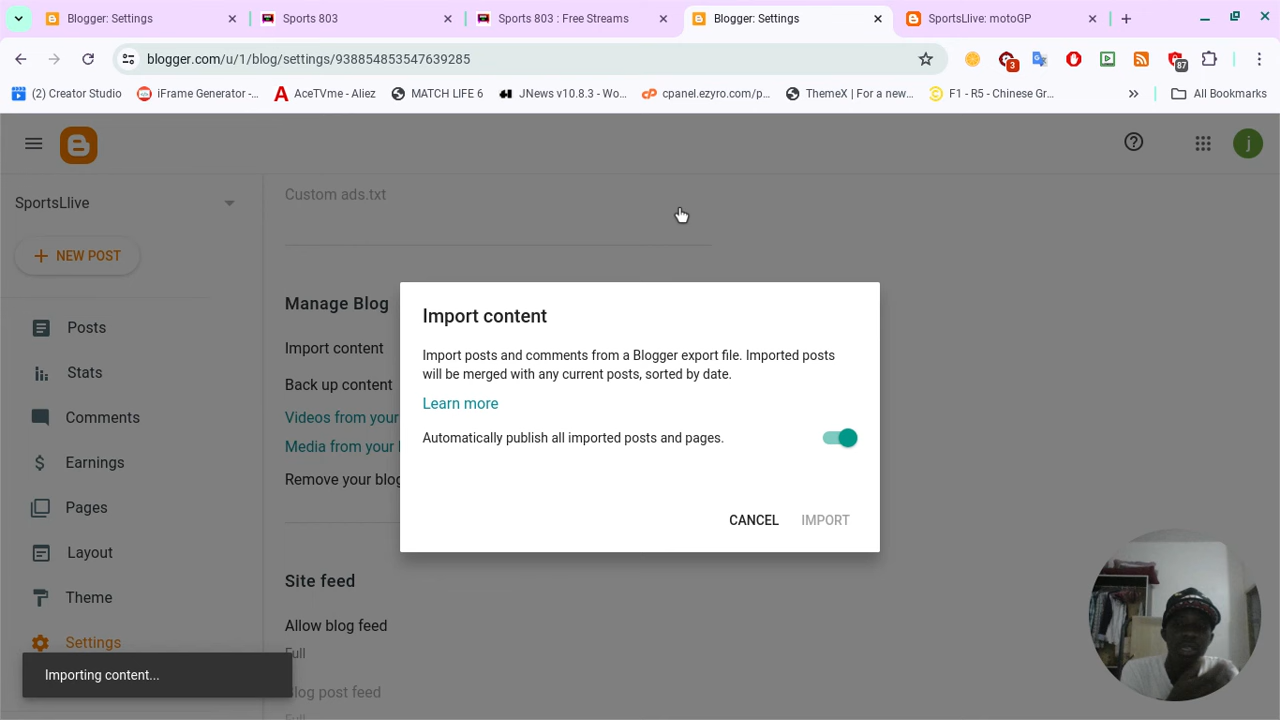 Blogger: Settings
Sports 803
Sports 803 : Free Streams
Blogger: Settings
SportsLlive: motoGP
blogger.com/u/1/blog/settings/938854853547639285
3
87
(2) Creator Studio
iFrame Generator -...
AceTVme - Aliez
MATCH LIFE 6
JNews v10.8.3 - Wo...
cpanel.ezyro.com/p...
ThemeX | For a new...
F1 - R5 - Chinese Gr...
All Bookmarks
j
SportsLlive
NEW POST
Posts
Stats
Comments
Earnings
Pages
Layout
Theme
Settings
Custom ads.txt
Manage Blog
Import content
Back up content
Videos from your
Media from your
Remove your blog
Site feed
Allow blog feed
Full
Blog post feed
Full
Import content
Import posts and comments from a Blogger export file. Imported posts
will be merged with any current posts, sorted by date.
Learn more
Automatically publish all imported posts and pages.
CANCEL
IMPORT
Importing content...